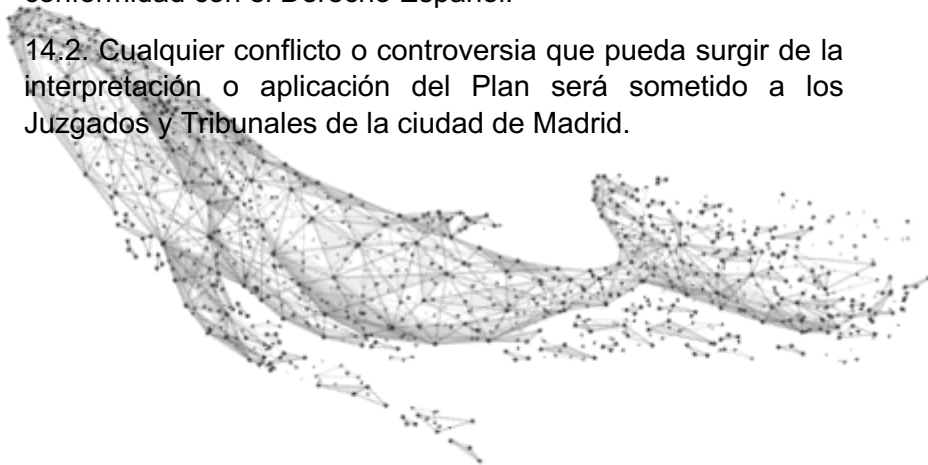 conformidad con el Derecho Español.
14.2. Cualquier conflicto o controversia que pueda surgir de la
interpretación o aplicación del Plan será sometido a los
Juzgados y Tribunales de la ciudad de Madrid.